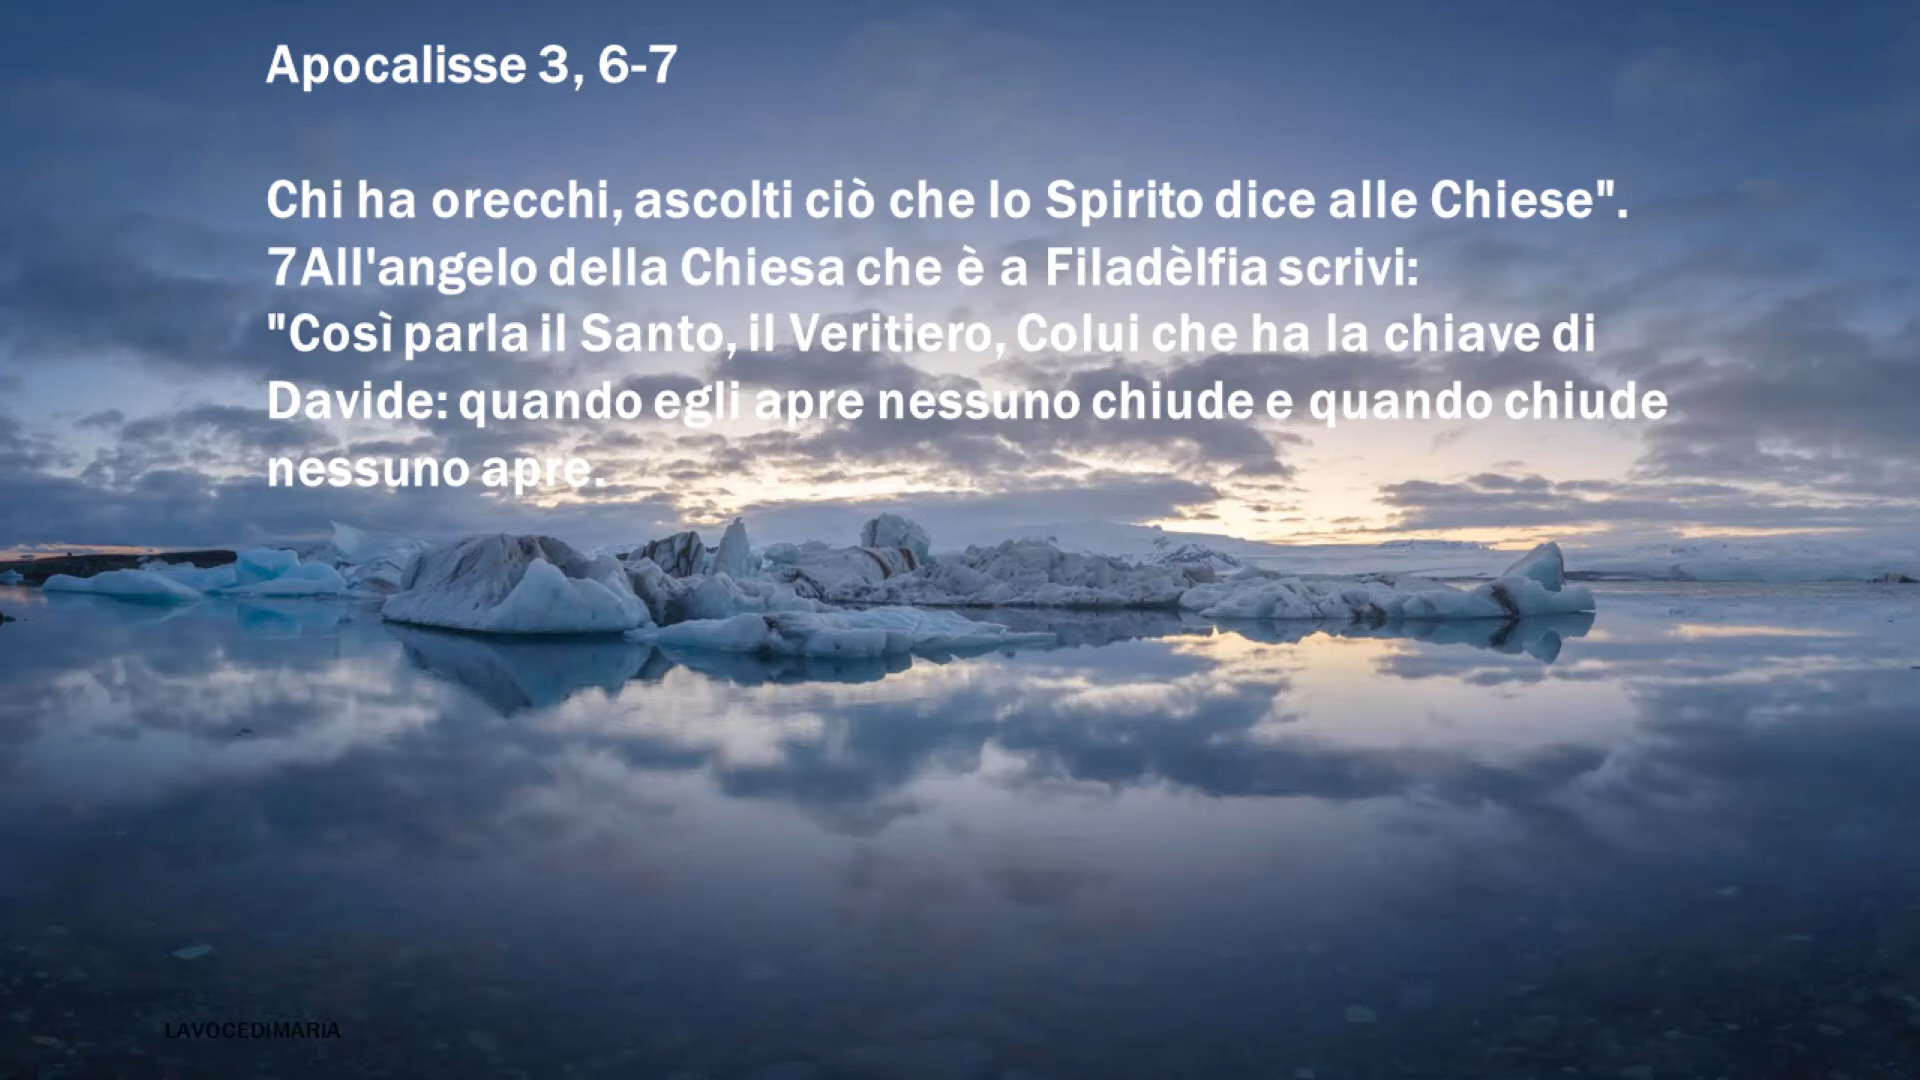 Apocalisse 3, 6-7
Chi ha orecchi, ascolti ciò che lo Spirito dice alle Chiese".
7All'angelo della Chiesa che è a Filadèlfia scrivi:
"Così parla il Santo, il Veritiero, Colui che ha la chiave di
Davide: quando egli apre nessuno chiude e quando chiude
nessuno apre.
LAVOCEDIMARIA